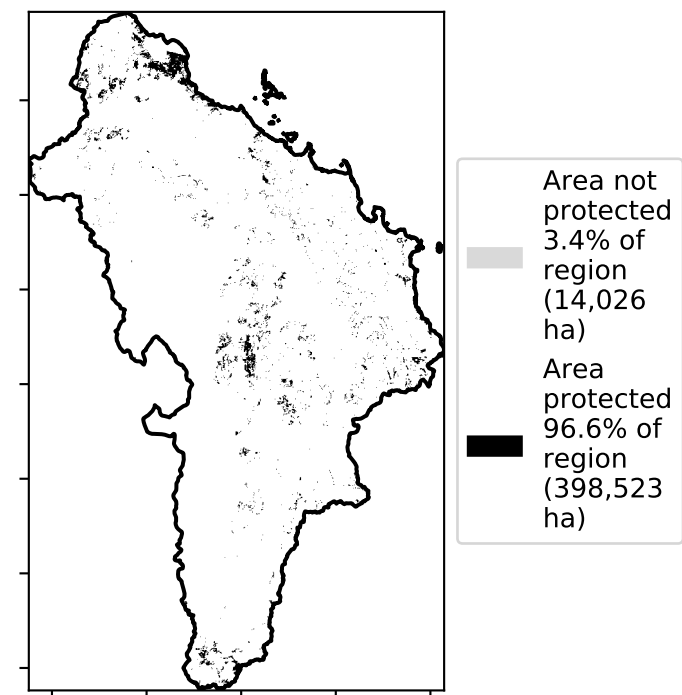 Area not
protected
3.4% of
region
(14,026
ha)
Area
protected
96.6% of
region
(398,523
ha)